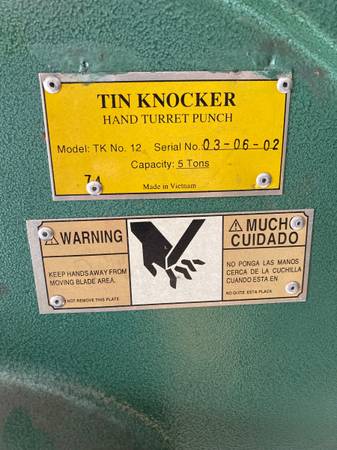 TIN KNOCKER
HAND TURRET PUNCH
Model: TK No. 12 Serial No. 03-06-02
Capacity: 5 Tons
Made in Vietnam
⚠ WARNING
KEEP HANDS AWAY FROM
MOVING BLADE AREA.
DO NOT REMOVE THIS PLATE
⚠ MUCHO
CUIDADO
NO PONGA LAS MANOS
CERCA DE LA CUCHILLA
CUANDO ESTA EN
NO QUITE ESTA PLACA